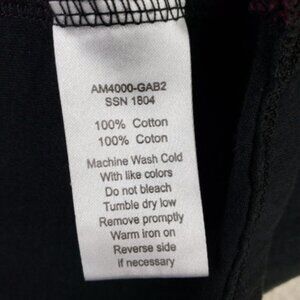 AM4000-GAB2
SSN 1804
100% Cotton
100% Coton
Machine Wash Cold
With like colors
Do not bleach
Tumble dry low
Remove promptly
Warm iron on
Reverse side
if necessary